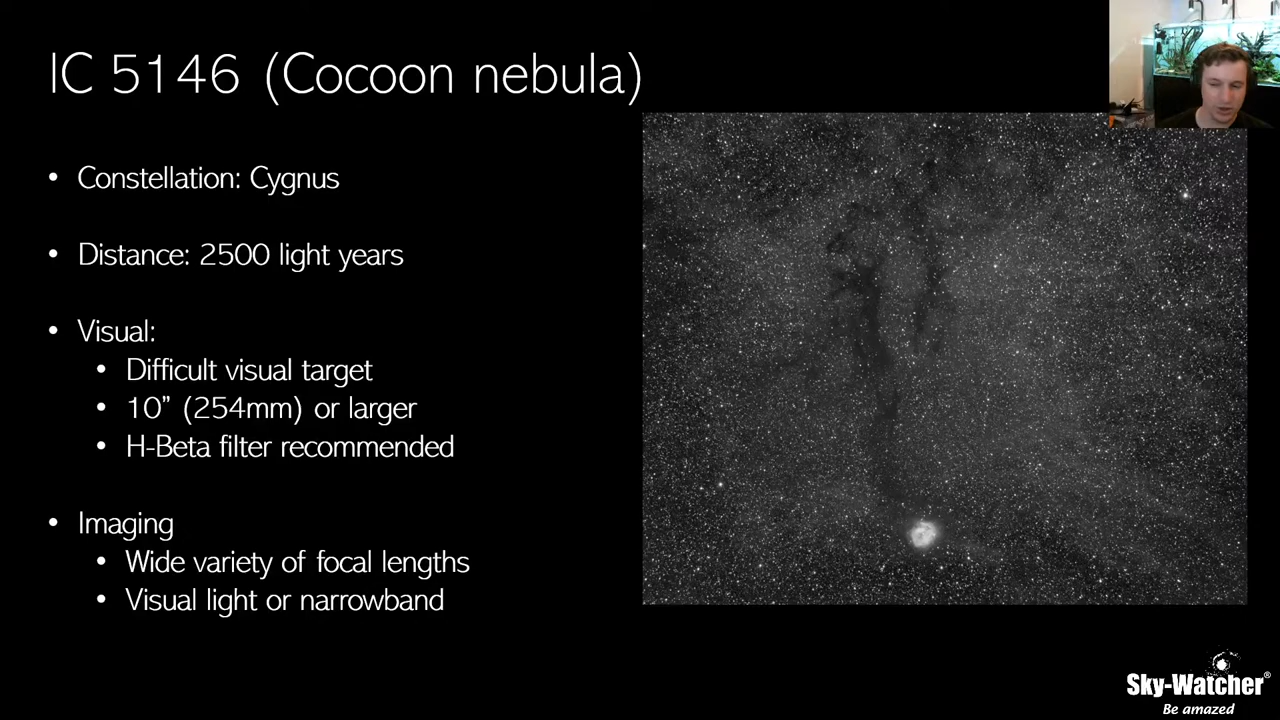 IC 5146 (Cocoon nebula)
• Constellation: Cygnus
• Distance: 2500 light years
• Visual:
• Difficult visual target
• 10” (254mm) or larger
• H-Beta filter recommended
• Imaging
• Wide variety of focal lengths
• Visual light or narrowband
Sky-Watcher®
Be amazed